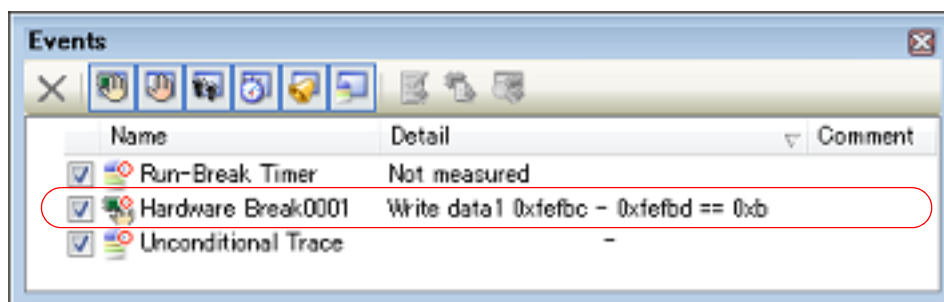 Events
Name Detail Comment
Run-Break Timer Not measured
Hardware Break0001 Write data1 0xfefbc - 0xfefbd == 0xb
Unconditional Trace -